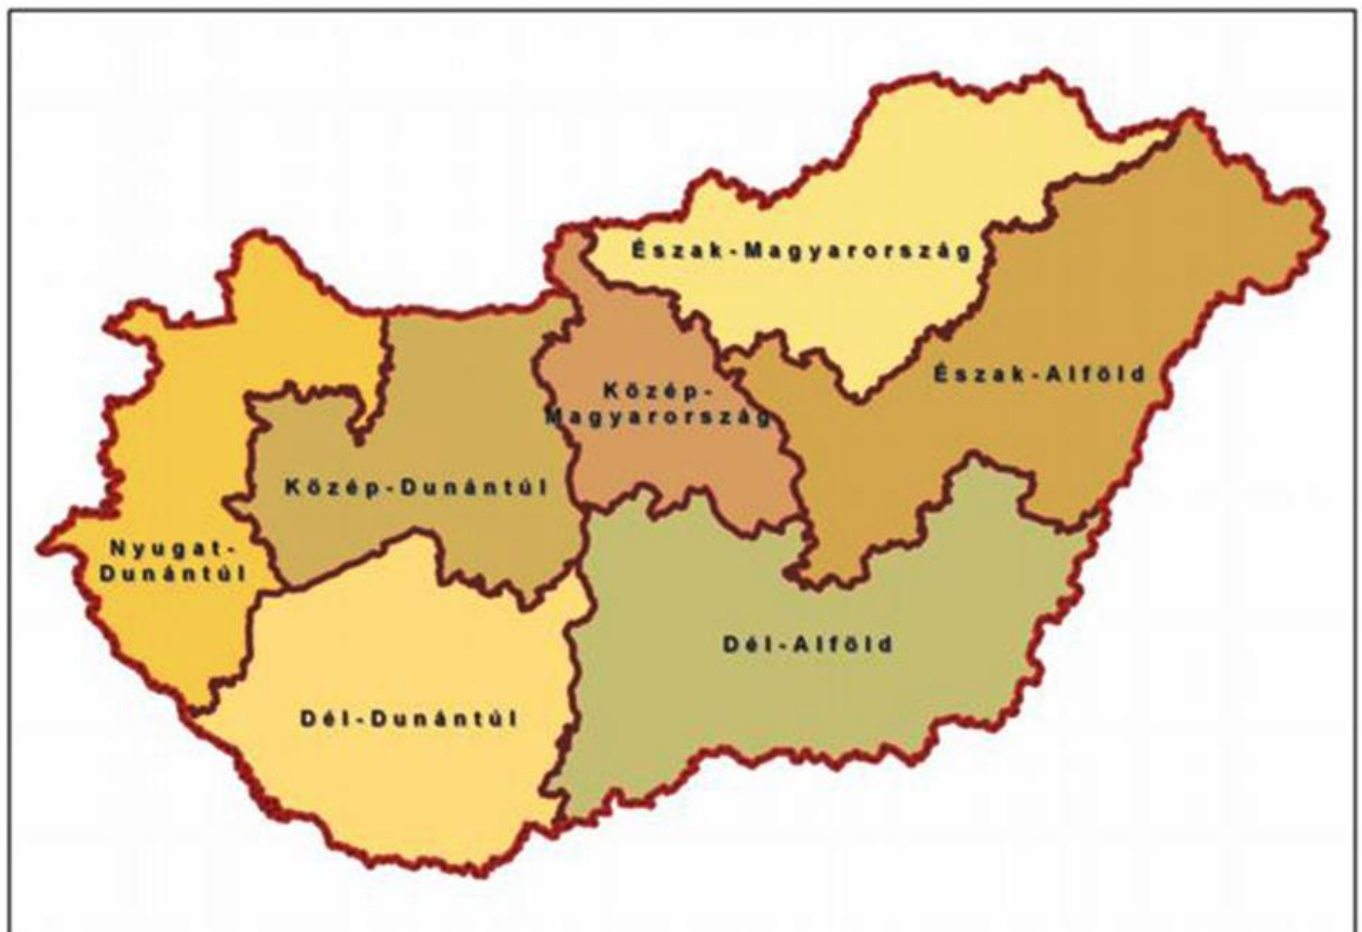 Észak-Magyarország
Észak-Alföld
Közép-
Magyarország
Közép-Dunántúl
Nyugat-
Dunántúl
Dél-Alföld
Dél-Dunántúl